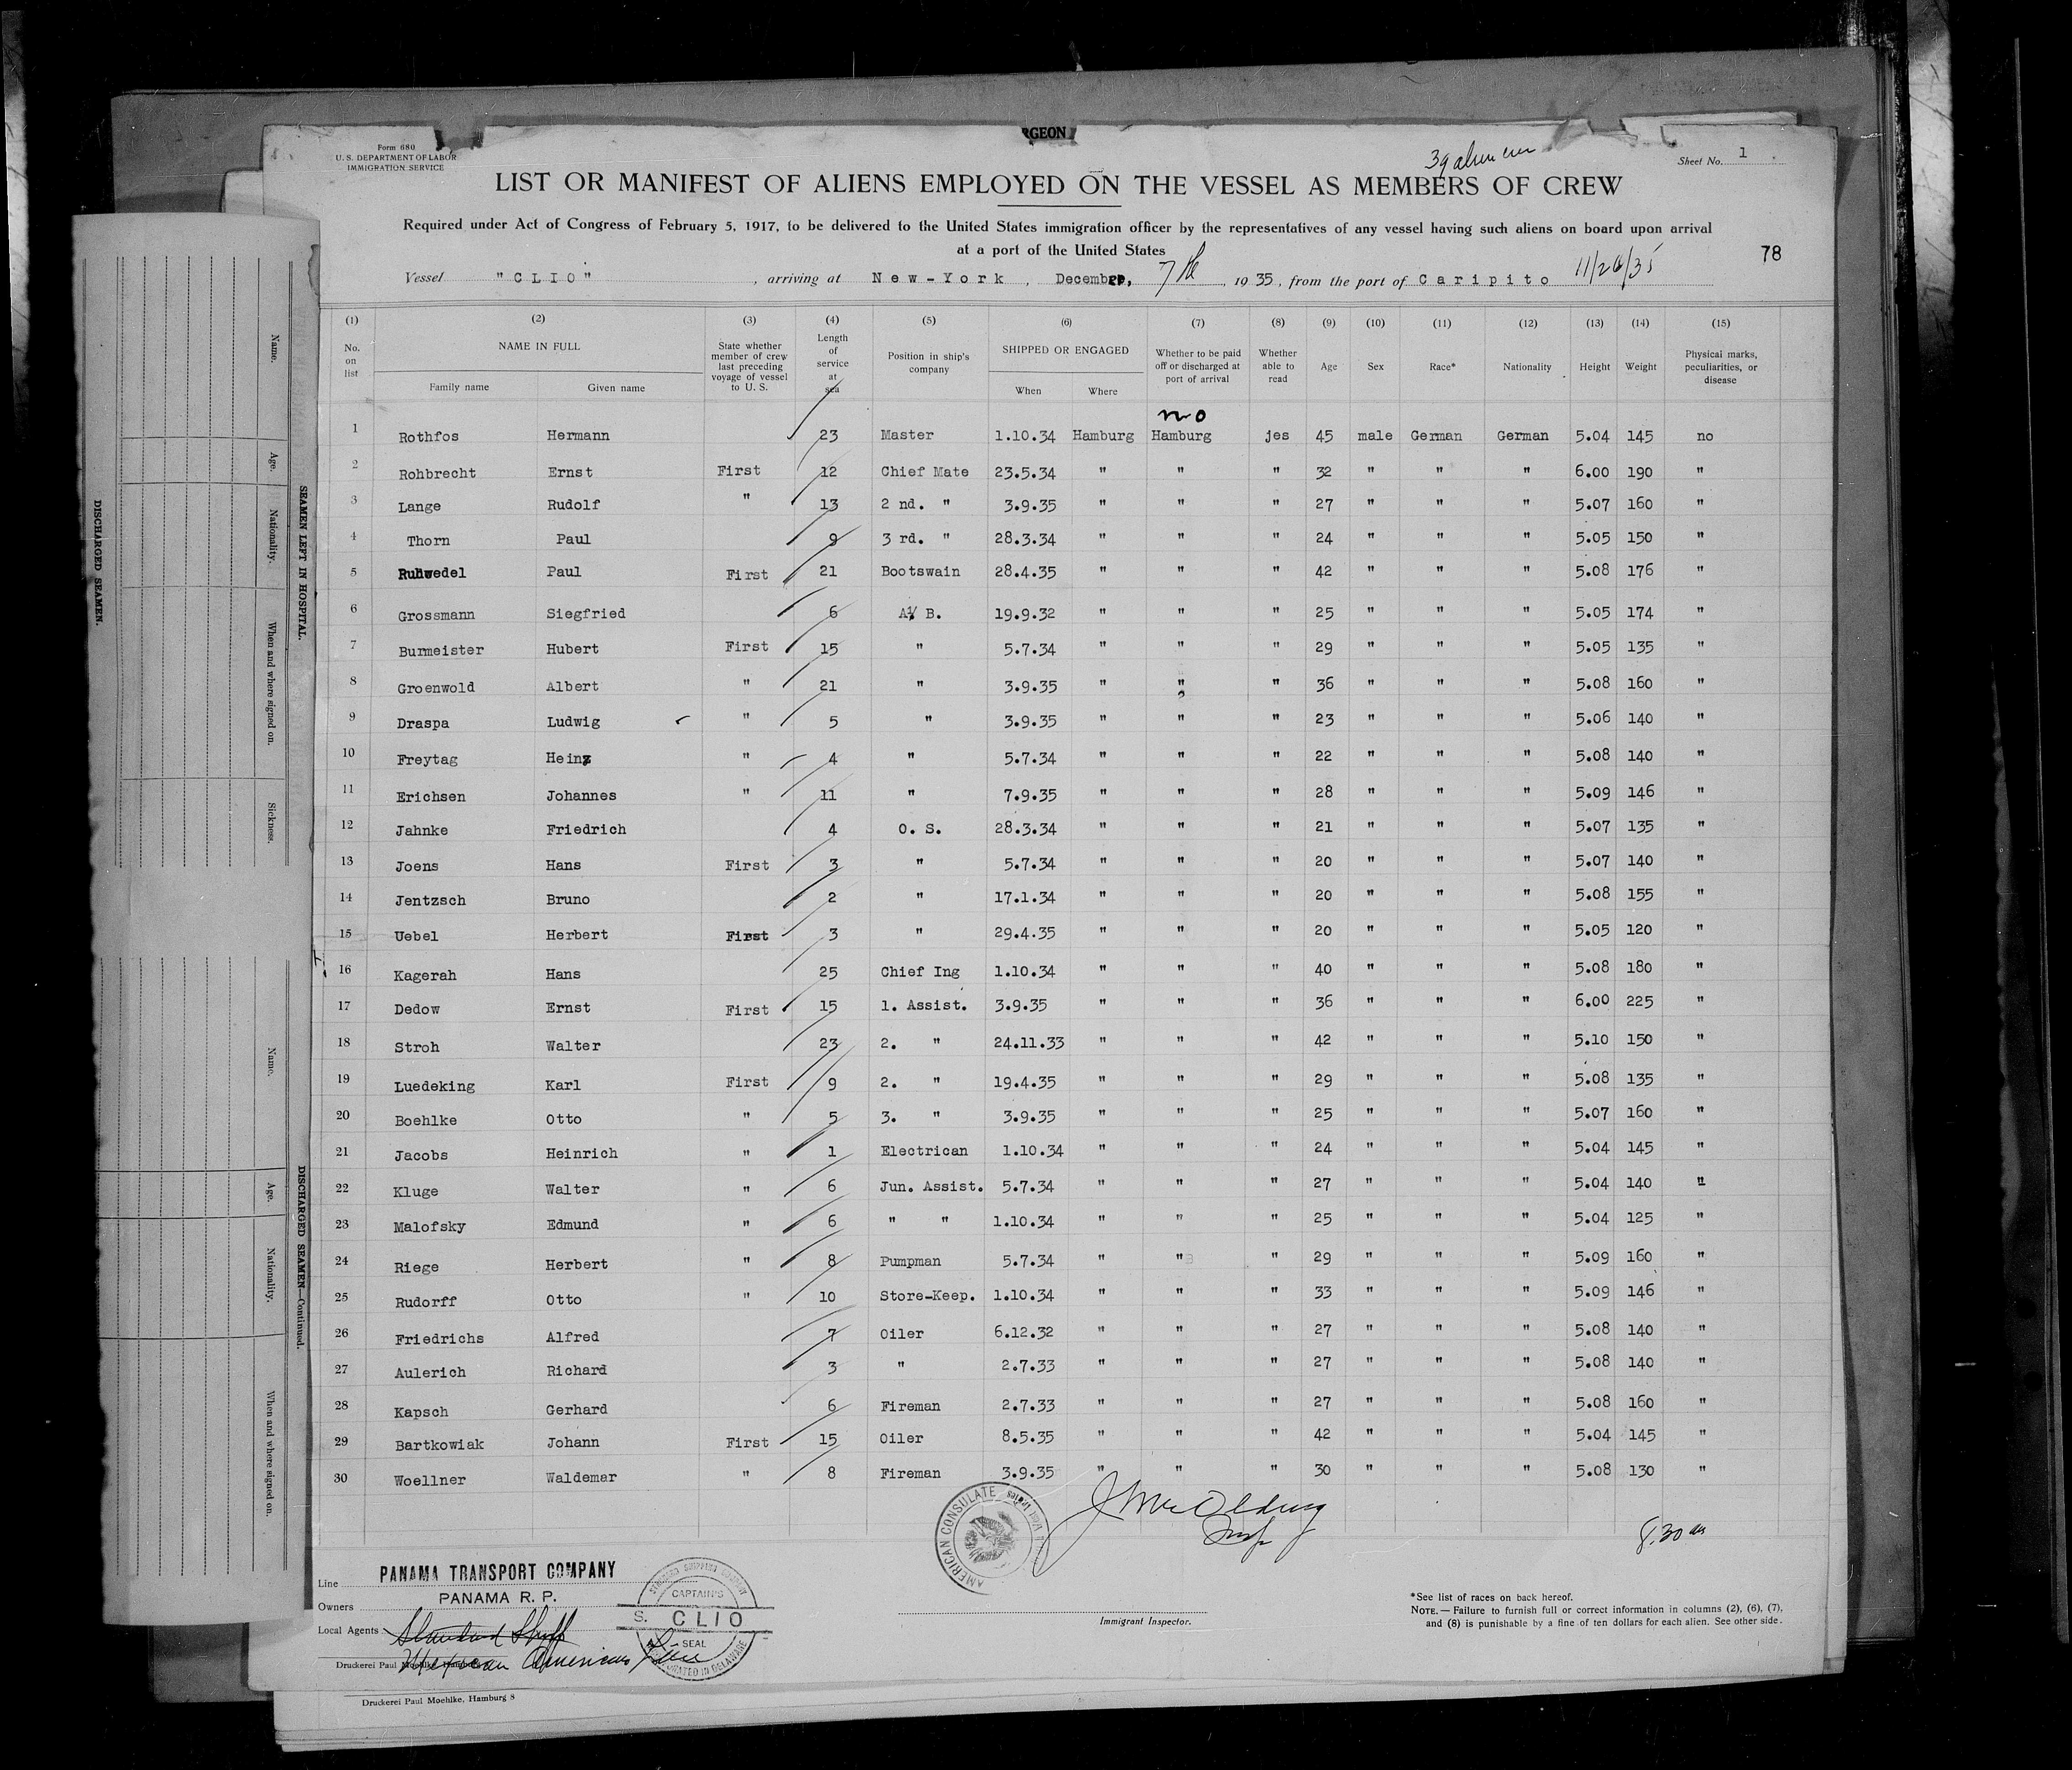 RGEON
Form 680
U. S. DEPARTMENT OF LABOR
IMMIGRATION SERVICE
39 alien crew
Sheet No. 1
LIST OR MANIFEST OF ALIENS EMPLOYED ON THE VESSEL AS MEMBERS OF CREW
Required under Act of Congress of February 5, 1917, to be delivered to the United States immigration officer by the representatives of any vessel having such aliens on board upon arrival
at a port of the United States
78
Vessel "CLIO", arriving at New-York, December, 7th, 1935, from the port of Caripito 11/26/35
(1) (2) (3) (4) (5) (6) (7) (8) (9) (10) (11) (12) (13) (14) (15)
No. on list NAME IN FULL Family name Given name State whether member of crew last preceding voyage of vessel to U. S. Length of service at sea Position in ship's company SHIPPED OR ENGAGED When Where Whether to be paid off or discharged at port of arrival Whether able to read Age Sex Race* Nationality Height Weight Physical marks, peculiarities, or disease
no
1 Rothfos Hermann 23 Master 1.10.34 Hamburg Hamburg jes 45 male German German 5.04 145 no
2 Rohbrecht Ernst First 12 Chief Mate 23.5.34 " " " 32 " " " 6.00 190 "
3 Lange Rudolf " 13 2 nd. " 3.9.35 " " " 27 " " " 5.07 160 "
4 Thorn Paul 9 3 rd. " 28.3.34 " " " 24 " " " 5.05 150 "
5 Ruhwedel Paul First 21 Bootswain 28.4.35 " " " 42 " " " 5.08 176 "
6 Grossmann Siegfried 6 A/ B. 19.9.32 " " " 25 " " " 5.05 174 "
7 Burmeister Hubert First 15 " 5.7.34 " " " 29 " " " 5.05 135 "
8 Groenwold Albert " 21 " 3.9.35 " " " 36 " " " 5.08 160 "
9 Draspa Ludwig " 5 " 3.9.35 " " " 23 " " " 5.06 140 "
10 Freytag Heinz " 4 " 5.7.34 " " " 22 " " " 5.08 140 "
11 Erichsen Johannes " 11 " 7.9.35 " " " 28 " " " 5.09 146 "
12 Jahnke Friedrich 4 O. S. 28.3.34 " " " 21 " " " 5.07 135 "
13 Joens Hans First 3 " 5.7.34 " " " 20 " " " 5.07 140 "
14 Jentzsch Bruno 2 " 17.1.34 " " " 20 " " " 5.08 155 "
15 Uebel Herbert First 3 " 29.4.35 " " " 20 " " " 5.05 120 "
16 Kagerah Hans 25 Chief Ing 1.10.34 " " " 40 " " " 5.08 180 "
17 Dedow Ernst First 15 1. Assist. 3.9.35 " " " 36 " " " 6.00 225 "
18 Stroh Walter 23 2. " 24.11.33 " " " 42 " " " 5.10 150 "
19 Luedeking Karl First 9 2. " 19.4.35 " " " 29 " " " 5.08 135 "
20 Boehlke Otto " 5 3. " 3.9.35 " " " 25 " " " 5.07 160 "
21 Jacobs Heinrich " 1 Electrican 1.10.34 " " " 24 " " " 5.04 145 "
22 Kluge Walter " 6 Jun. Assist. 5.7.34 " " " 27 " " " 5.04 140 "
23 Malofsky Edmund " 6 " " 1.10.34 " " " 25 " " " 5.04 125 "
24 Riege Herbert " 8 Pumpman 5.7.34 " " " 29 " " " 5.09 160 "
25 Rudorff Otto " 10 Store-Keep. 1.10.34 " " " 33 " " " 5.09 146 "
26 Friedrichs Alfred 7 Oiler 6.12.32 " " " 27 " " " 5.08 140 "
27 Aulerich Richard 3 " 2.7.33 " " " 27 " " " 5.08 140 "
28 Kapsch Gerhard 6 Fireman 2.7.33 " " " 27 " " " 5.08 160 "
29 Bartkowiak Johann First 15 Oiler 8.5.35 " " " 42 " " " 5.04 145 "
30 Woellner Waldemar " 8 Fireman 3.9.35 " " " 30 " " " 5.08 130 "
AMERICAN CONSULATE
Insp
8.30 am
Line PANAMA TRANSPORT COMPANY
Owners PANAMA R. P.
Local Agents Standard Shipp
Mexican American Line
CAPTAIN'S
S. CLIO
SEAL
Immigrant Inspector.
*See list of races on back hereof.
NOTE.— Failure to furnish full or correct information in columns (2), (6), (7),
and (8) is punishable by a fine of ten dollars for each alien. See other side.
Druckerei Paul Moehlke, Hamburg
Druckerei Paul Moehlke, Hamburg 8
SEAMEN LEFT IN HOSPITAL.
Name. Age. Nationality. When and where signed on. Sickness.
DISCHARGED SEAMEN.
DISCHARGED SEAMEN—Continued.
Name. Age. Nationality. When and where signed on.